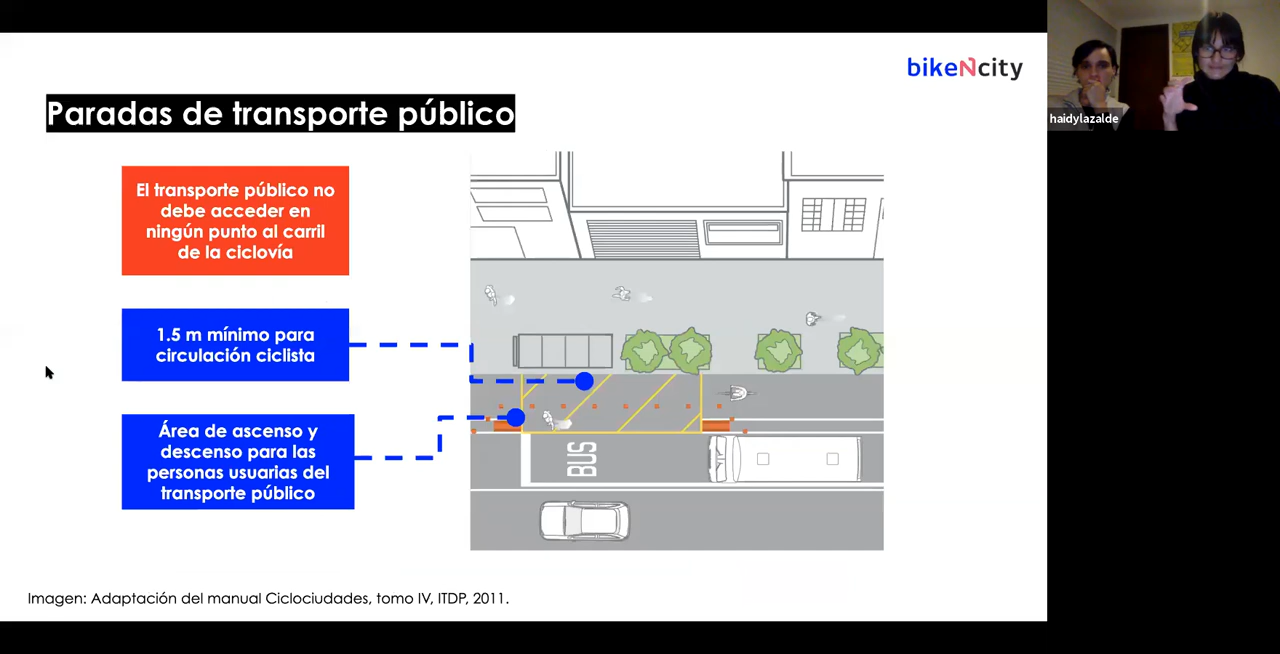 bikeNcity
haidylazalde
Paradas de transporte público
El transporte público no
debe acceder en
ningún punto al carril
de la ciclovía
1.5 m mínimo para
circulación ciclista
Área de ascenso y
descenso para las
personas usuarias del
transporte público
BUS
Imagen: Adaptación del manual Ciclociudades, tomo IV, ITDP, 2011.